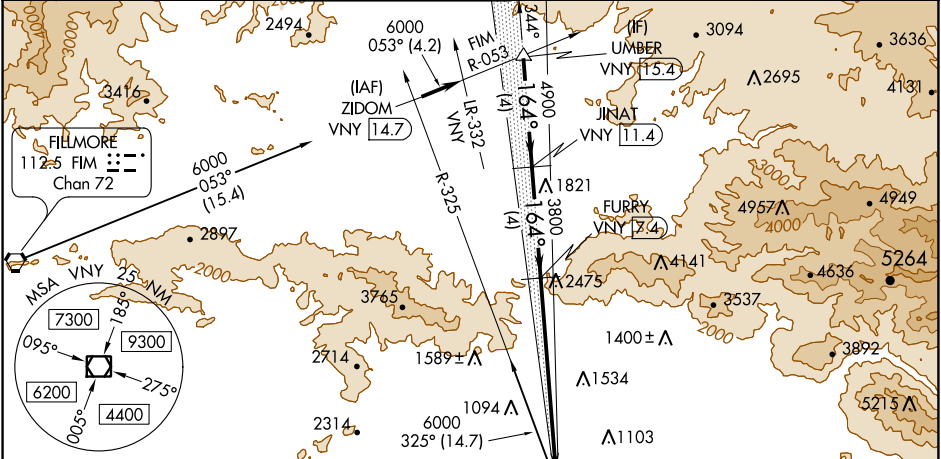 2494
3000
4000
3416
6000
053° (4.2)
FIM
R-053
344°
(IF)
UMBER
VNY 15.4
3094
3636
2695
4131
(IAF)
ZIDOM
VNY 14.7
LR-332
VNY
164°
(4)
4900
JINAT
VNY 11.4
FILLMORE
112.5 FIM
Chan 72
6000
053°
(15.4)
R-325
1821
3000
164°
(4)
3800
FURRY
VNY 7.4
4957
4949
4000
2897
2000
4141
4636
5264
2475
MSA VNY 25 NM
185°
7300
9300
095°
275°
6200
4400
005°
3765
3537
2000
2714
1589±
1400±
3892
1534
1094
5215
2314
6000
325° (14.7)
1103